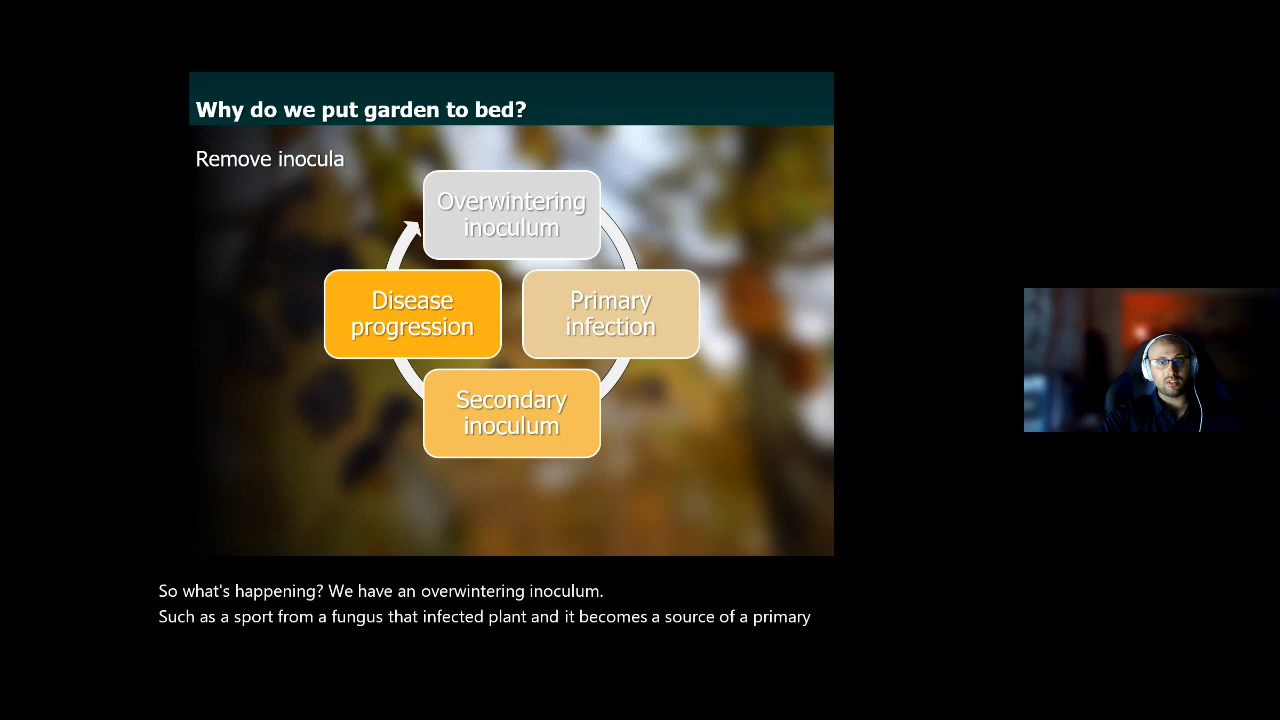 Why do we put garden to bed?
Remove inocula
Overwintering
inoculum
Disease
progression
Primary
infection
Secondary
inoculum
So what's happening? We have an overwintering inoculum.
Such as a sport from a fungus that infected plant and it becomes a source of a primary